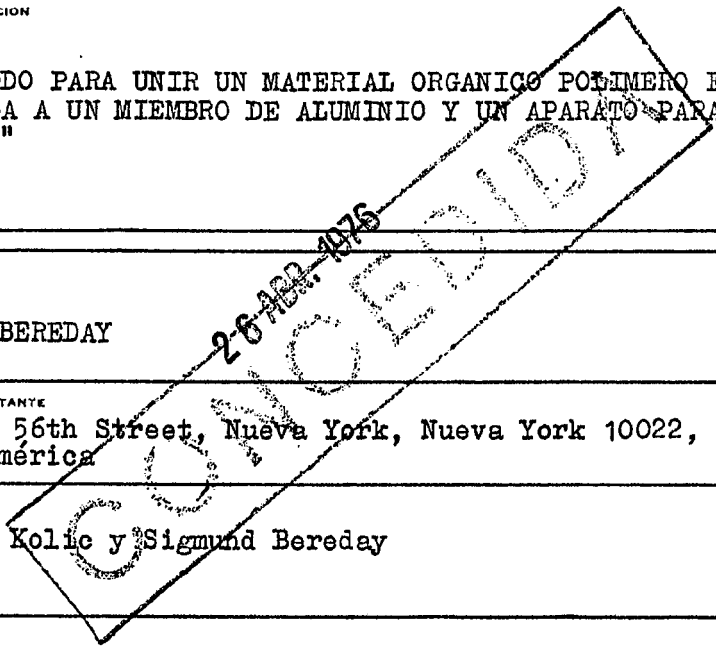 CION
DO PARA UNIR UN MATERIAL ORGANICO POLIMERO E
GA A UN MIEMBRO DE ALUMINIO Y UN APARATO PARA
"
26 ABR. 1976
CONCEDIDA
BEREDAY
TANTE
56th Street, Nueva York, Nueva York 10022,
mérica
Kolic y Sigmund Bereday